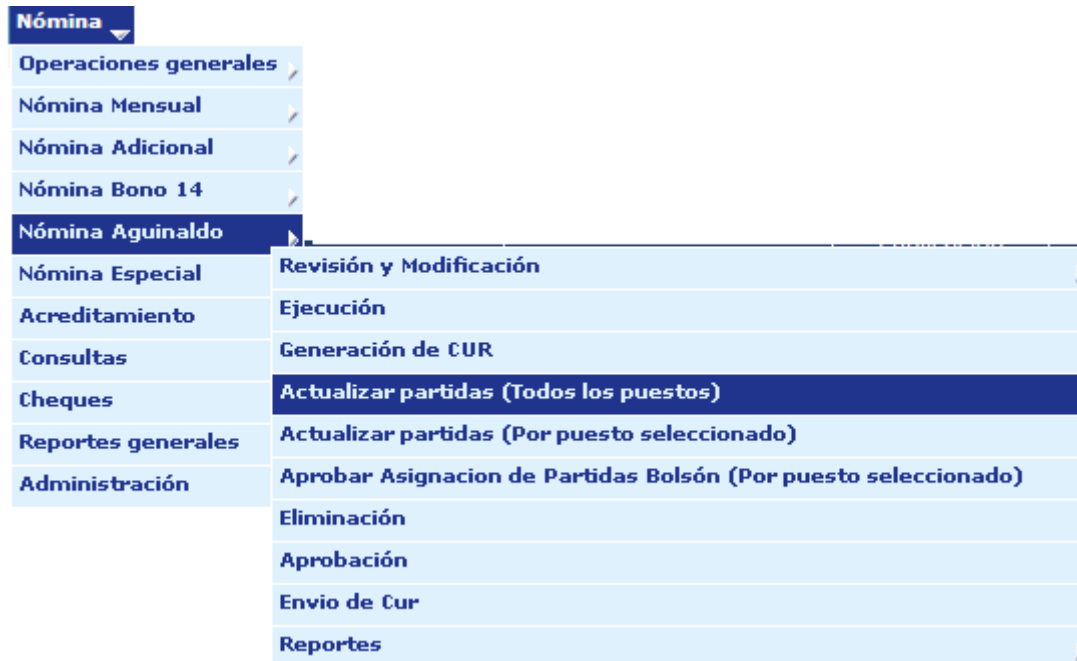 Nómina
Operaciones generales
Nómina Mensual
Nómina Adicional
Nómina Bono 14
Nómina Aguinaldo
Nómina Especial
Acreditamiento
Consultas
Cheques
Reportes generales
Administración
Revisión y Modificación
Ejecución
Generación de CUR
Actualizar partidas (Todos los puestos)
Actualizar partidas (Por puesto seleccionado)
Aprobar Asignacion de Partidas Bolsón (Por puesto seleccionado)
Eliminación
Aprobación
Envio de Cur
Reportes